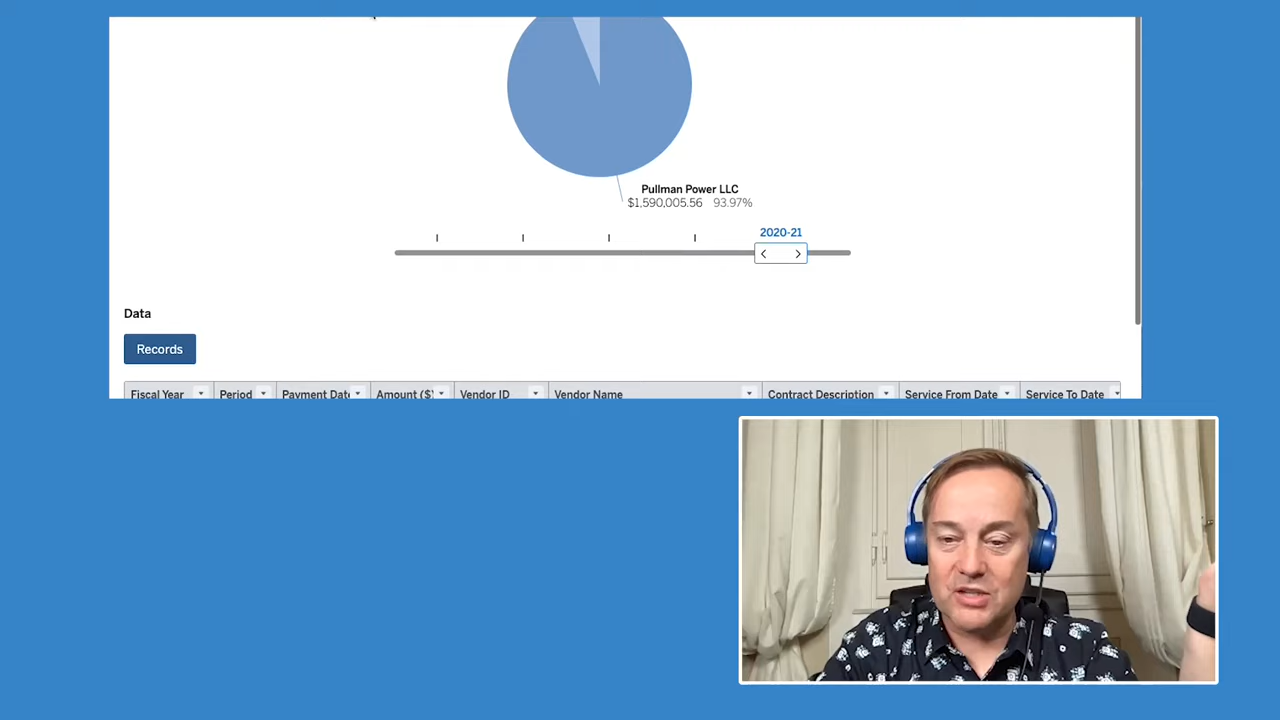 Pullman Power LLC
$1,590,005.56 93.97%
2020-21
Data
Records
Fiscal Year Period Payment Date Amount ($) Vendor ID Vendor Name Contract Description Service From Date Service To Date